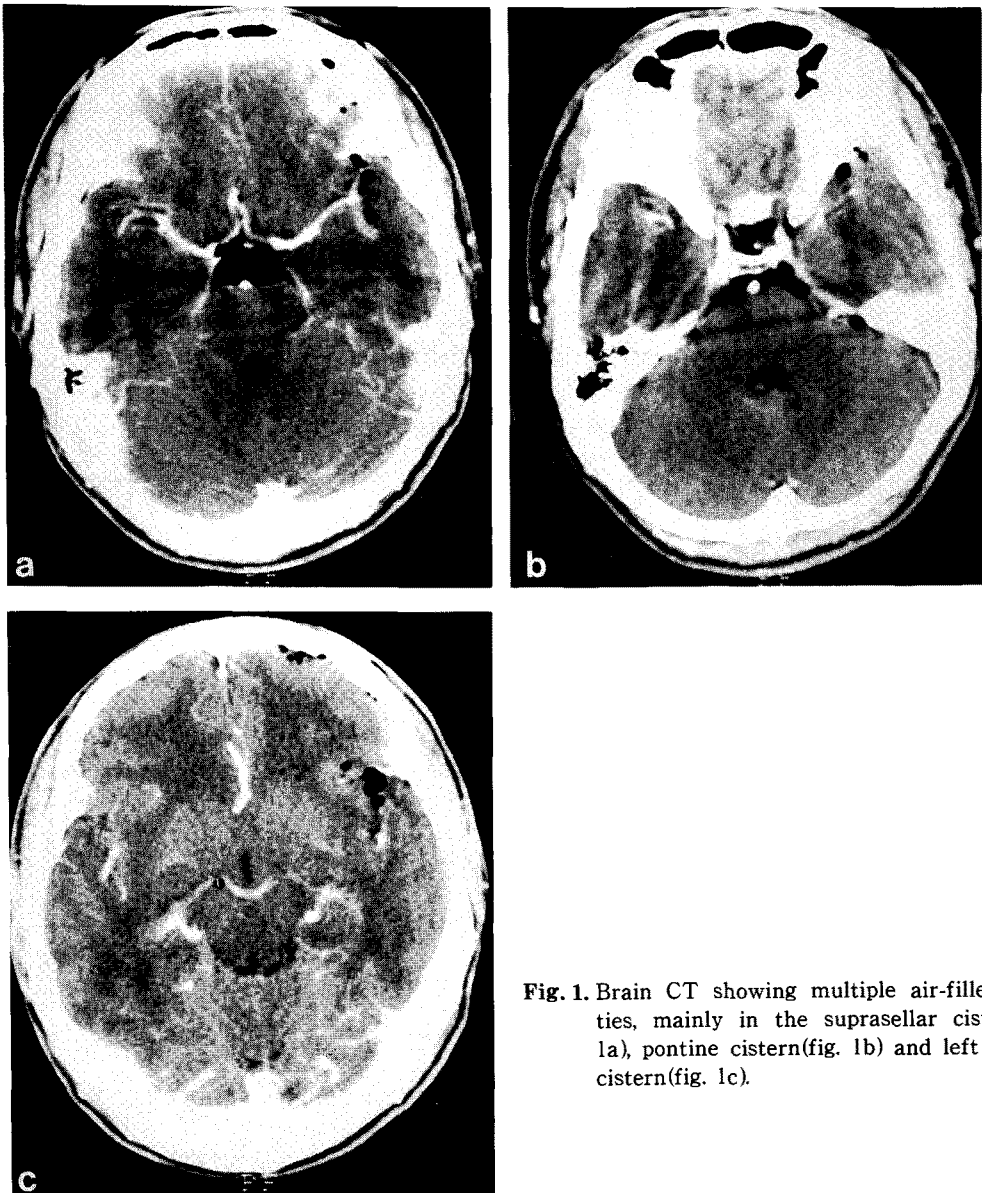 a
b
c
Fig. 1. Brain CT showing multiple air-fille
ties, mainly in the suprasellar cis
1a), pontine cistern(fig. 1b) and left
cistern(fig. 1c).